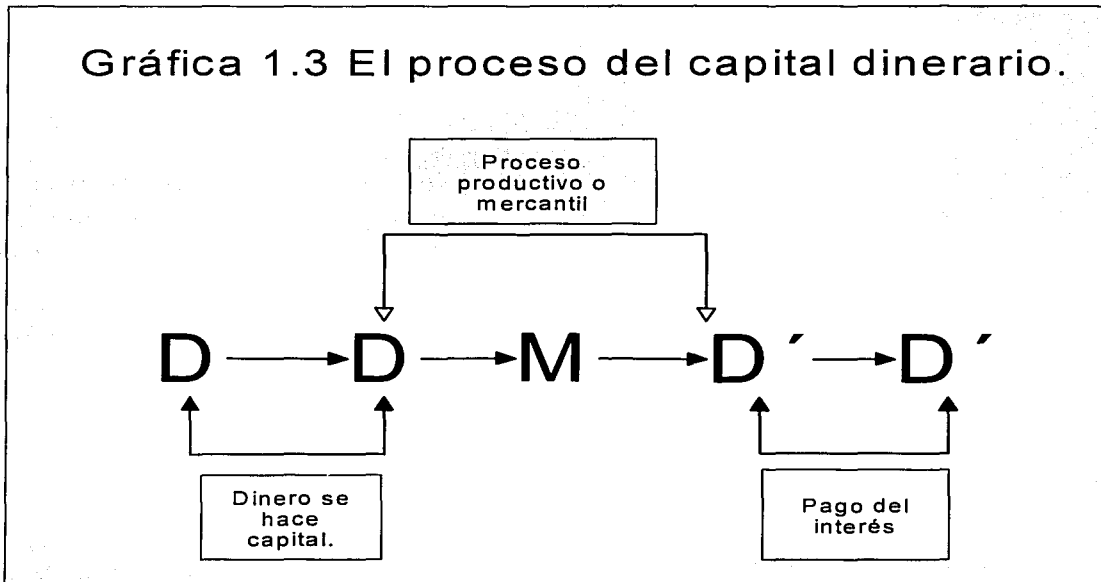 Gráfica 1.3 El proceso del capital dinerario.
Proceso
productivo o
mercantil
D D M D´ D´
Dinero se
hace
capital.
Pago del
interés